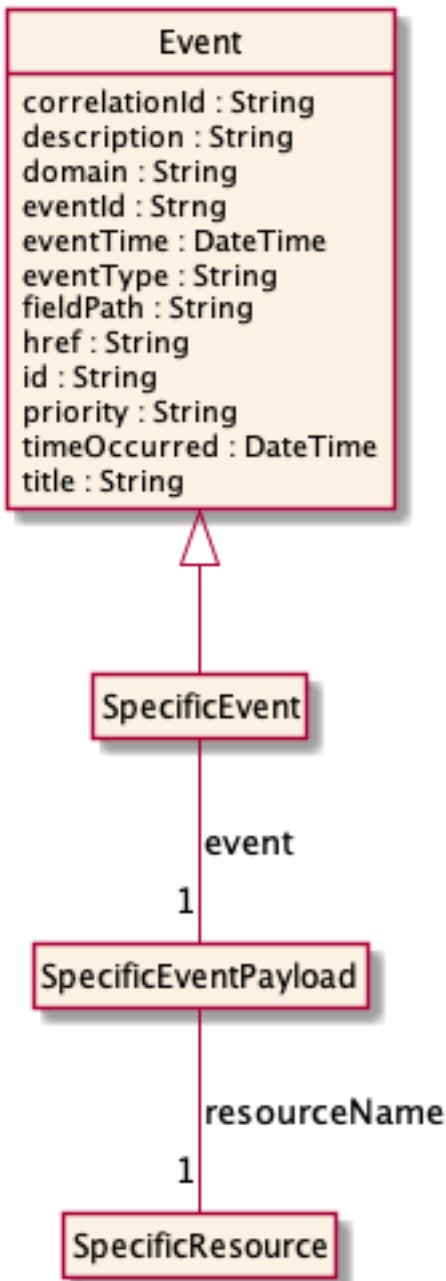 Event
correlationId : String
description : String
domain : String
eventId : Strng
eventTime : DateTime
eventType : String
fieldPath : String
href : String
id : String
priority : String
timeOccurred : DateTime
title : String
SpecificEvent
event
1
SpecificEventPayload
resourceName
1
SpecificResource